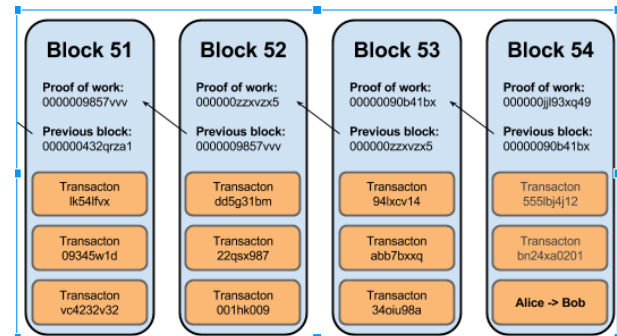 Block 51
Proof of work:
0000009857vvv
Previous block:
000000432qrza1
Transacton
lk54lfvx
Transacton
09345w1d
Transacton
vc4232v32
Block 52
Proof of work:
000000zzxvzx5
Previous block:
0000009857vvv
Transacton
dd5g31bm
Transacton
22qsx987
Transacton
001hk009
Block 53
Proof of work:
00000090b41bx
Previous block:
000000zzxvzx5
Transacton
94lxcv14
Transacton
abb7bxxq
Transacton
34oiu98a
Block 54
Proof of work:
000000jjl93xq49
Previous block:
00000090b41bx
Transacton
555lbj4j12
Transacton
bn24xa0201
Alice -> Bob